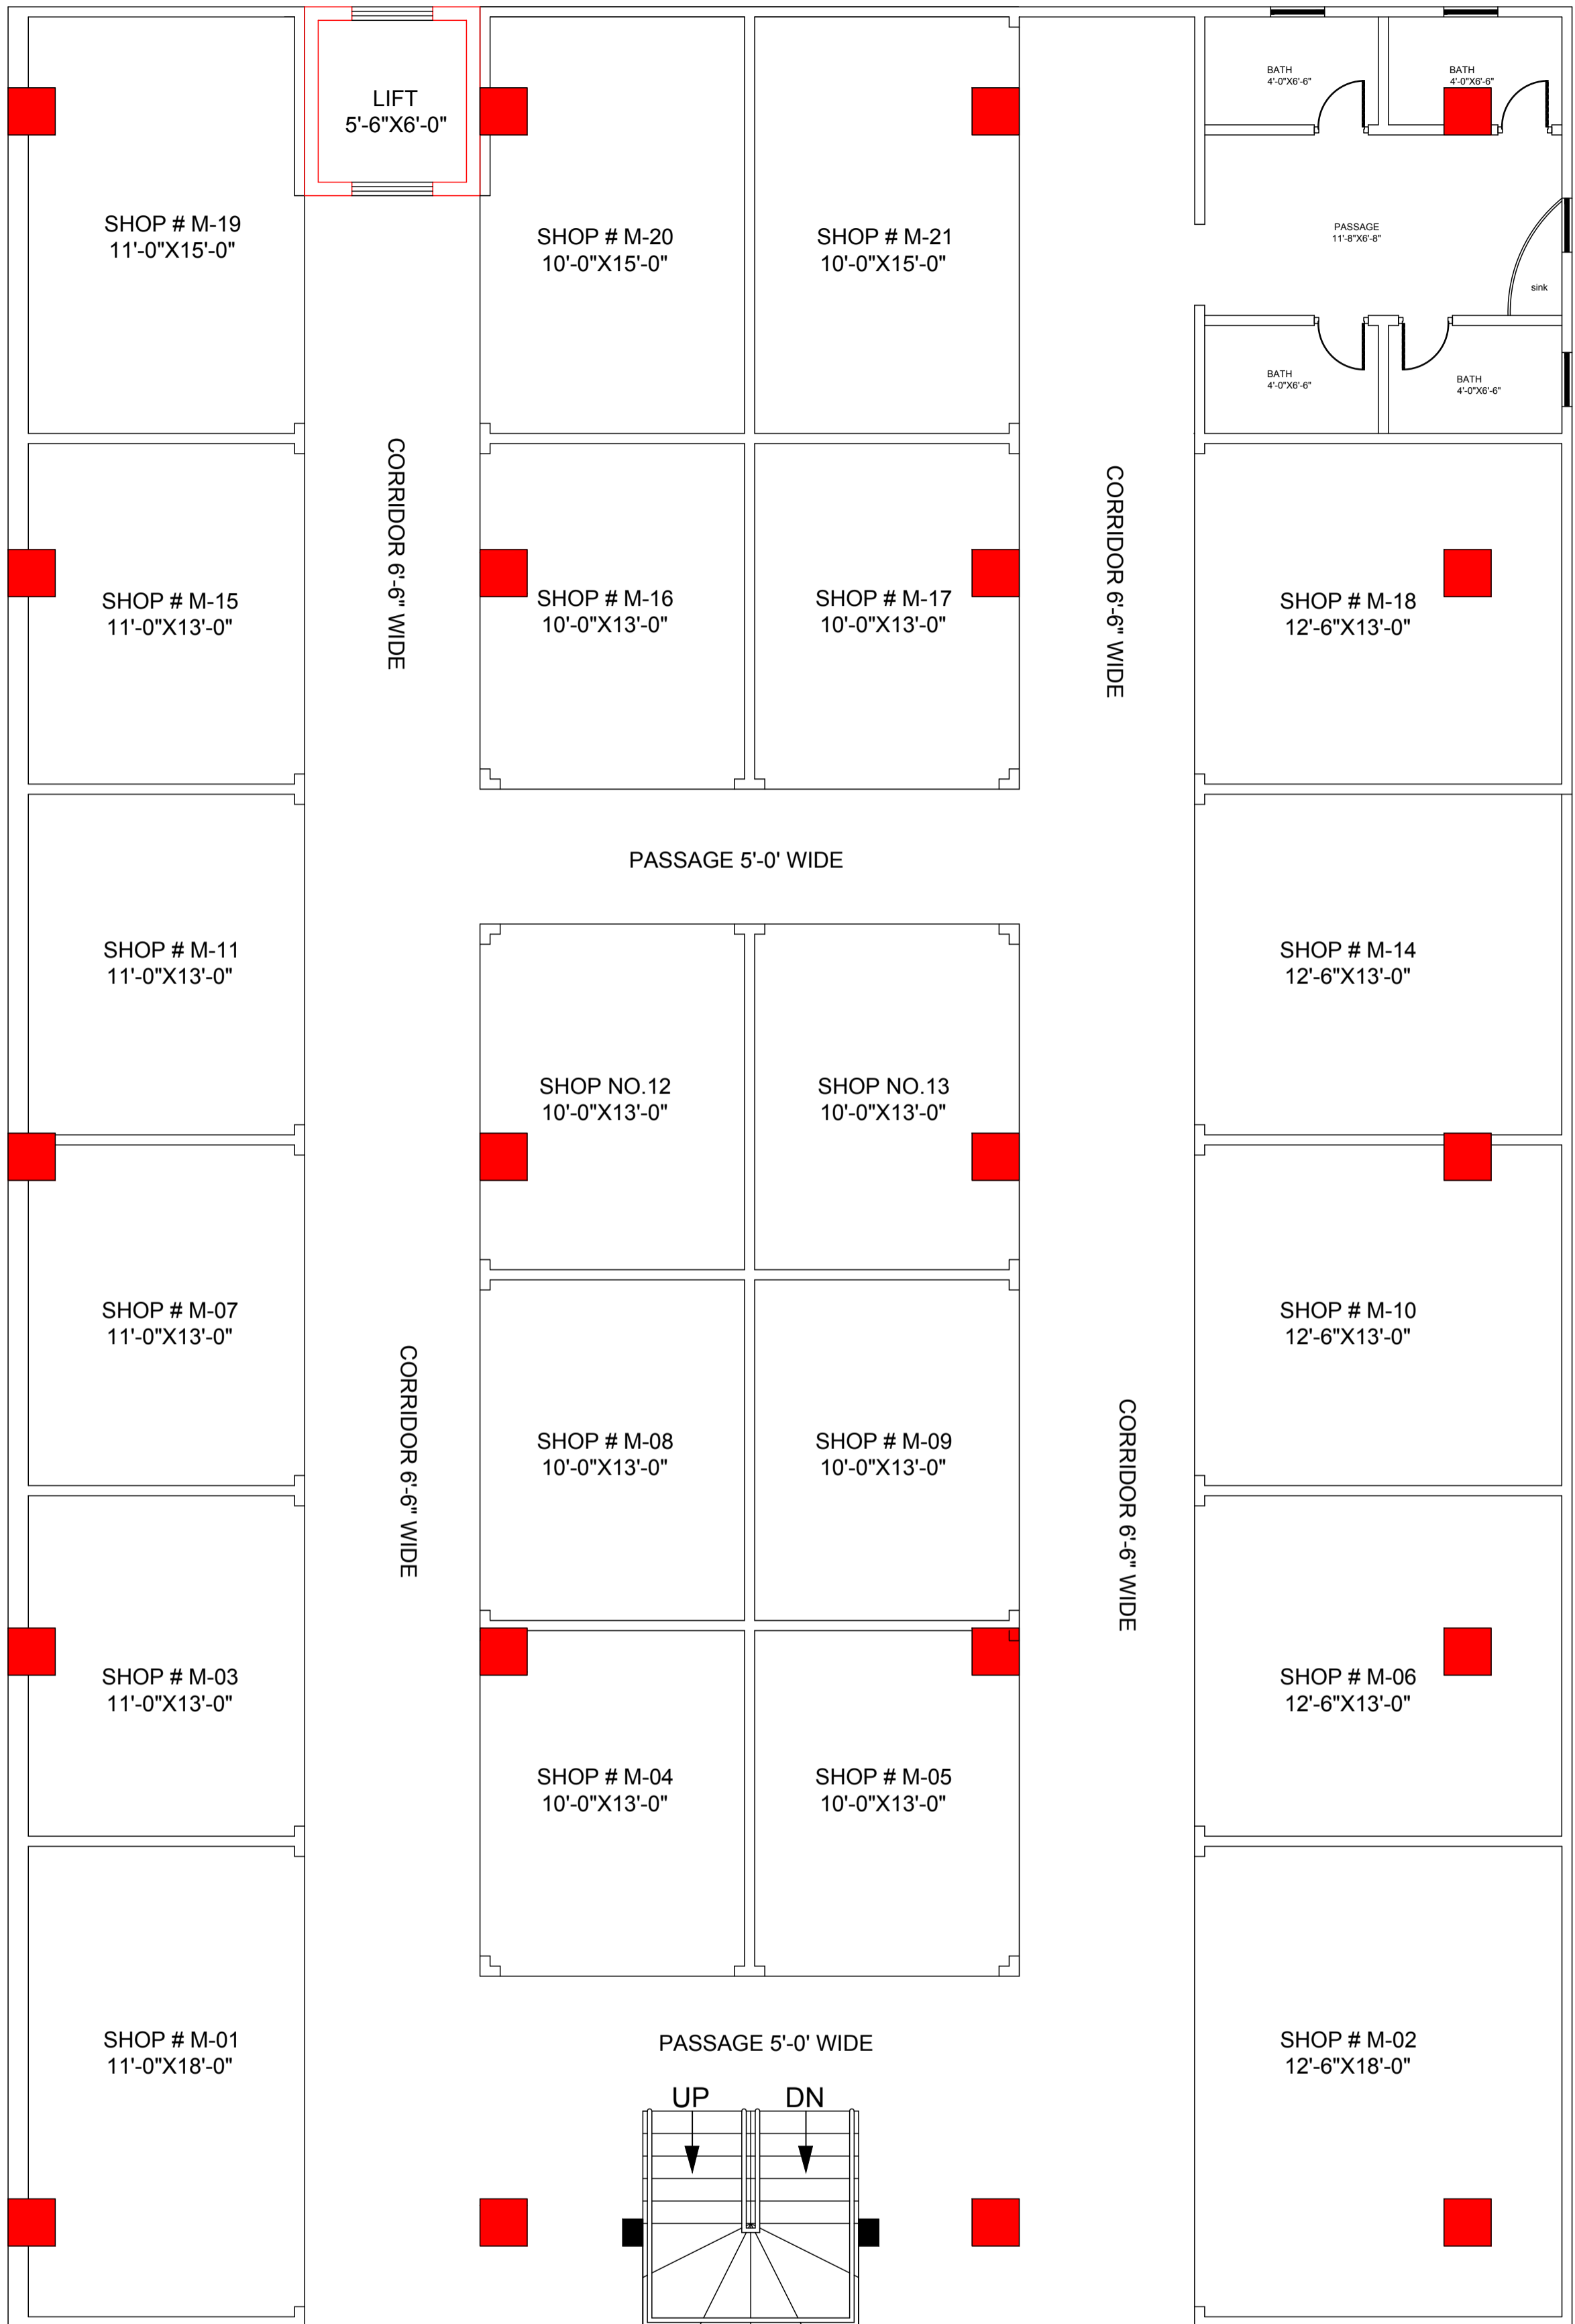 BATH
4'-0"X6'-6"
BATH
4'-0"X6'-6"
LIFT
5'-6"X6'-0"
SHOP # M-19
11'-0"X15'-0"
SHOP # M-20
10'-0"X15'-0"
SHOP # M-21
10'-0"X15'-0"
PASSAGE
11'-8"X6'-8"
sink
BATH
4'-0"X6'-6"
BATH
4'-0"X6'-6"
CORRIDOR 6'-6" WIDE
CORRIDOR 6'-6" WIDE
SHOP # M-15
11'-0"X13'-0"
SHOP # M-16
10'-0"X13'-0"
SHOP # M-17
10'-0"X13'-0"
SHOP # M-18
12'-6"X13'-0"
PASSAGE 5'-0' WIDE
SHOP # M-11
11'-0"X13'-0"
SHOP # M-14
12'-6"X13'-0"
SHOP NO.12
10'-0"X13'-0"
SHOP NO.13
10'-0"X13'-0"
SHOP # M-07
11'-0"X13'-0"
SHOP # M-10
12'-6"X13'-0"
CORRIDOR 6'-6" WIDE
CORRIDOR 6'-6" WIDE
SHOP # M-08
10'-0"X13'-0"
SHOP # M-09
10'-0"X13'-0"
SHOP # M-03
11'-0"X13'-0"
SHOP # M-06
12'-6"X13'-0"
SHOP # M-04
10'-0"X13'-0"
SHOP # M-05
10'-0"X13'-0"
SHOP # M-01
11'-0"X18'-0"
PASSAGE 5'-0' WIDE
SHOP # M-02
12'-6"X18'-0"
UP
DN